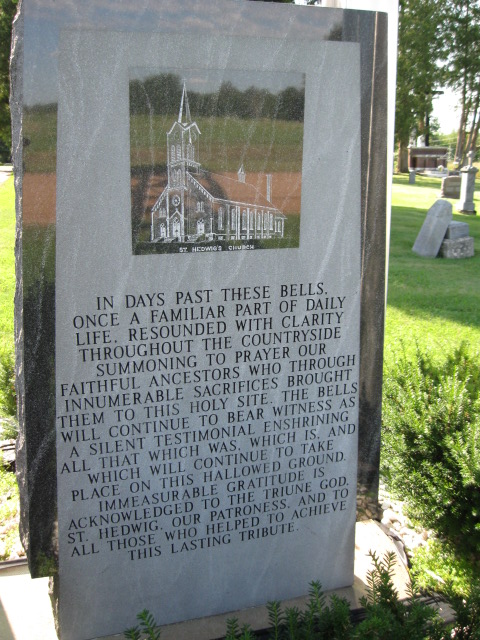 ST. HEDWIG'S CHURCH
IN DAYS PAST THESE BELLS,
ONCE A FAMILIAR PART OF DAILY
LIFE, RESOUNDED WITH CLARITY
THROUGHOUT THE COUNTRYSIDE
SUMMONING TO PRAYER OUR
FAITHFUL ANCESTORS WHO THROUGH
INNUMERABLE SACRIFICES BROUGHT
THEM TO THIS HOLY SITE. THE BELLS
WILL CONTINUE TO BEAR WITNESS AS
A SILENT TESTIMONIAL ENSHRINING
ALL THAT WHICH WAS, WHICH IS, AND
WHICH WILL CONTINUE TO TAKE
PLACE ON THIS HALLOWED GROUND.
IMMEASURABLE GRATITUDE IS
ACKNOWLEDGED TO THE TRIUNE GOD,
ST. HEDWIG, OUR PATRONESS, AND TO
ALL THOSE WHO HELPED TO ACHIEVE
THIS LASTING TRIBUTE.